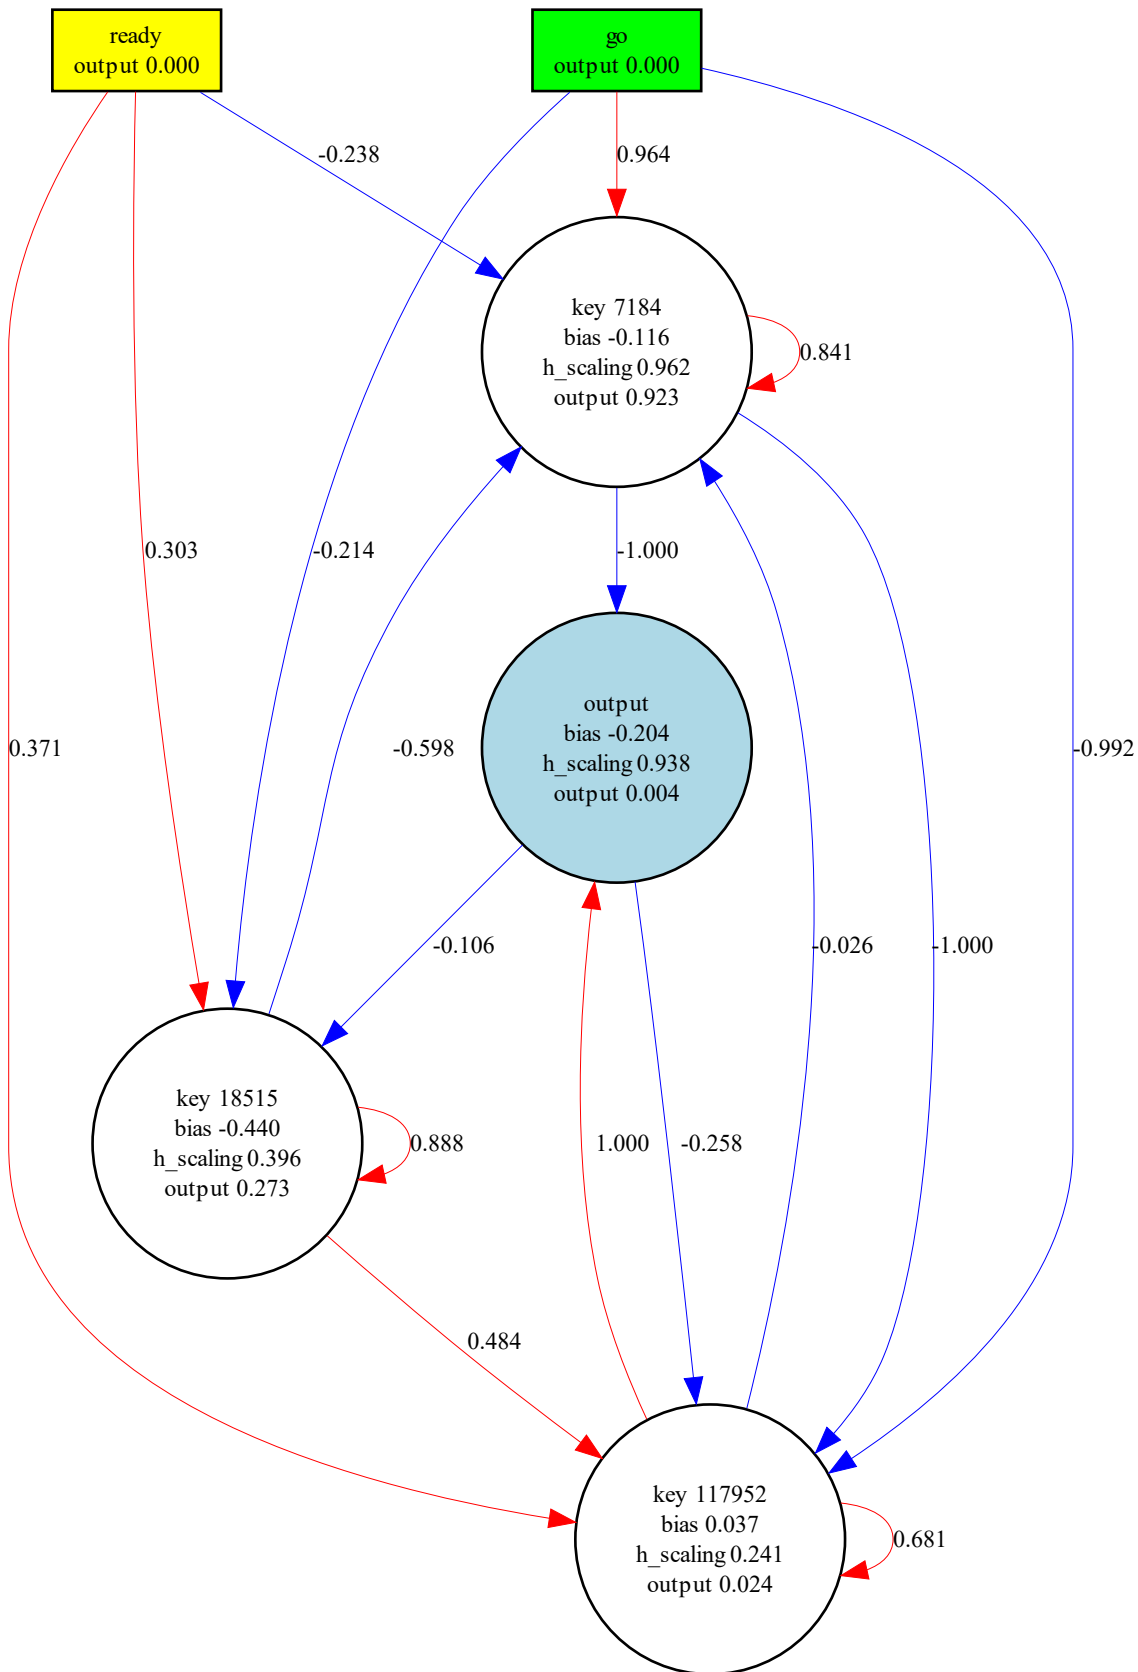 ready
output 0.000
go
output 0.000
-0.238
0.964
key 7184
bias -0.116
h_scaling 0.962
output 0.923
0.841
0.303
-0.214
-1.000
output
bias -0.204
h_scaling 0.938
output 0.004
0.371
-0.598
-0.992
-0.106
-0.026
-1.000
key 18515
bias -0.440
h_scaling 0.396
output 0.273
0.888
1.000
-0.258
0.484
key 117952
bias 0.037
h_scaling 0.241
output 0.024
0.681